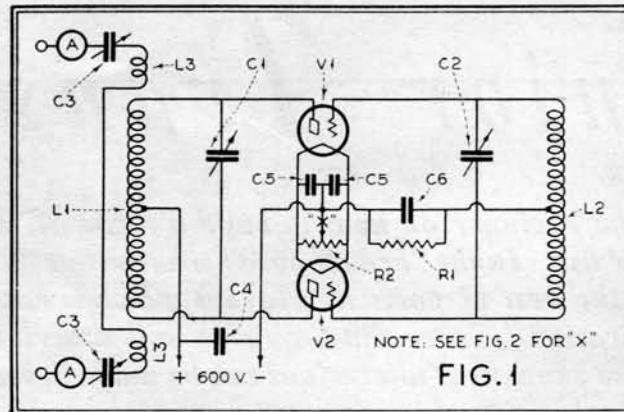 A
C3
L3
C1
V1
C2
L1
C5
C5
C6
"X"
L2
R2
R1
C4
C3
L3
A
V2
+ 600 V. -
NOTE: SEE FIG. 2 FOR "X"
FIG. 1